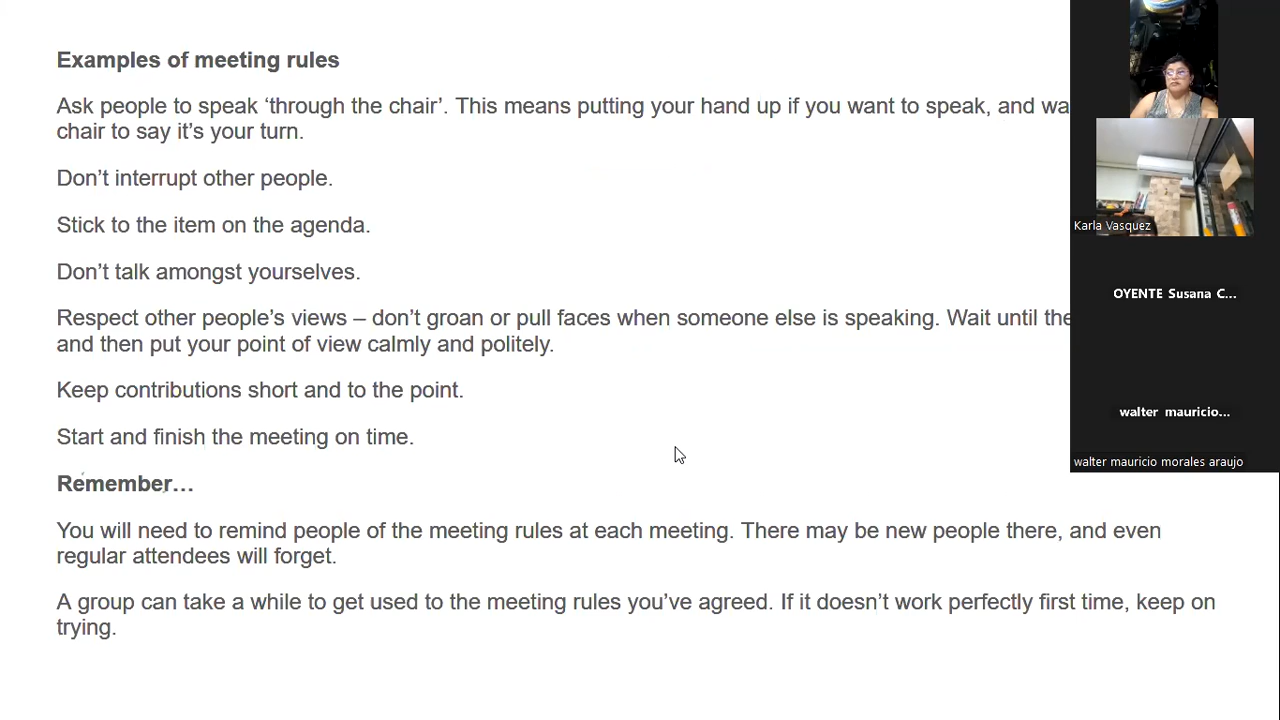 Examples of meeting rules
Ask people to speak ‘through the chair’. This means putting your hand up if you want to speak, and
chair to say it’s your turn.
Don’t interrupt other people.
Stick to the item on the agenda.
Don’t talk amongst yourselves.
Respect other people’s views – don’t groan or pull faces when someone else is speaking. Wait until
and then put your point of view calmly and politely.
Keep contributions short and to the point.
Start and finish the meeting on time.
Remember…
You will need to remind people of the meeting rules at each meeting. There may be new people there, and even
regular attendees will forget.
A group can take a while to get used to the meeting rules you’ve agreed. If it doesn’t work perfectly first time, keep on
trying.
Karla Vasquez
OYENTE Susana C...
walter mauricio...
walter mauricio morales araujo